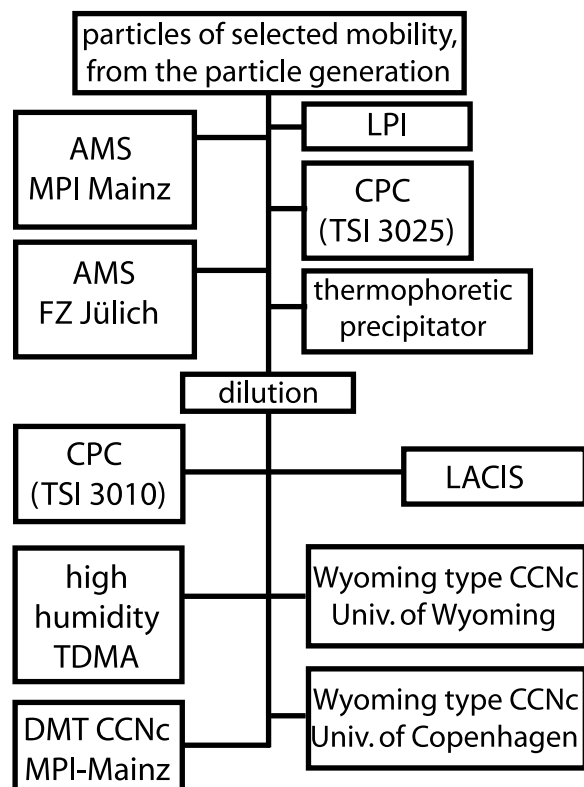 particles of selected mobility,
from the particle generation
AMS
MPI Mainz
LPI
CPC
(TSI 3025)
AMS
FZ Jülich
thermophoretic
precipitator
dilution
CPC
(TSI 3010)
LACIS
high
humidity
TDMA
Wyoming type CCNc
Univ. of Wyoming
DMT CCNc
MPI-Mainz
Wyoming type CCNc
Univ. of Copenhagen